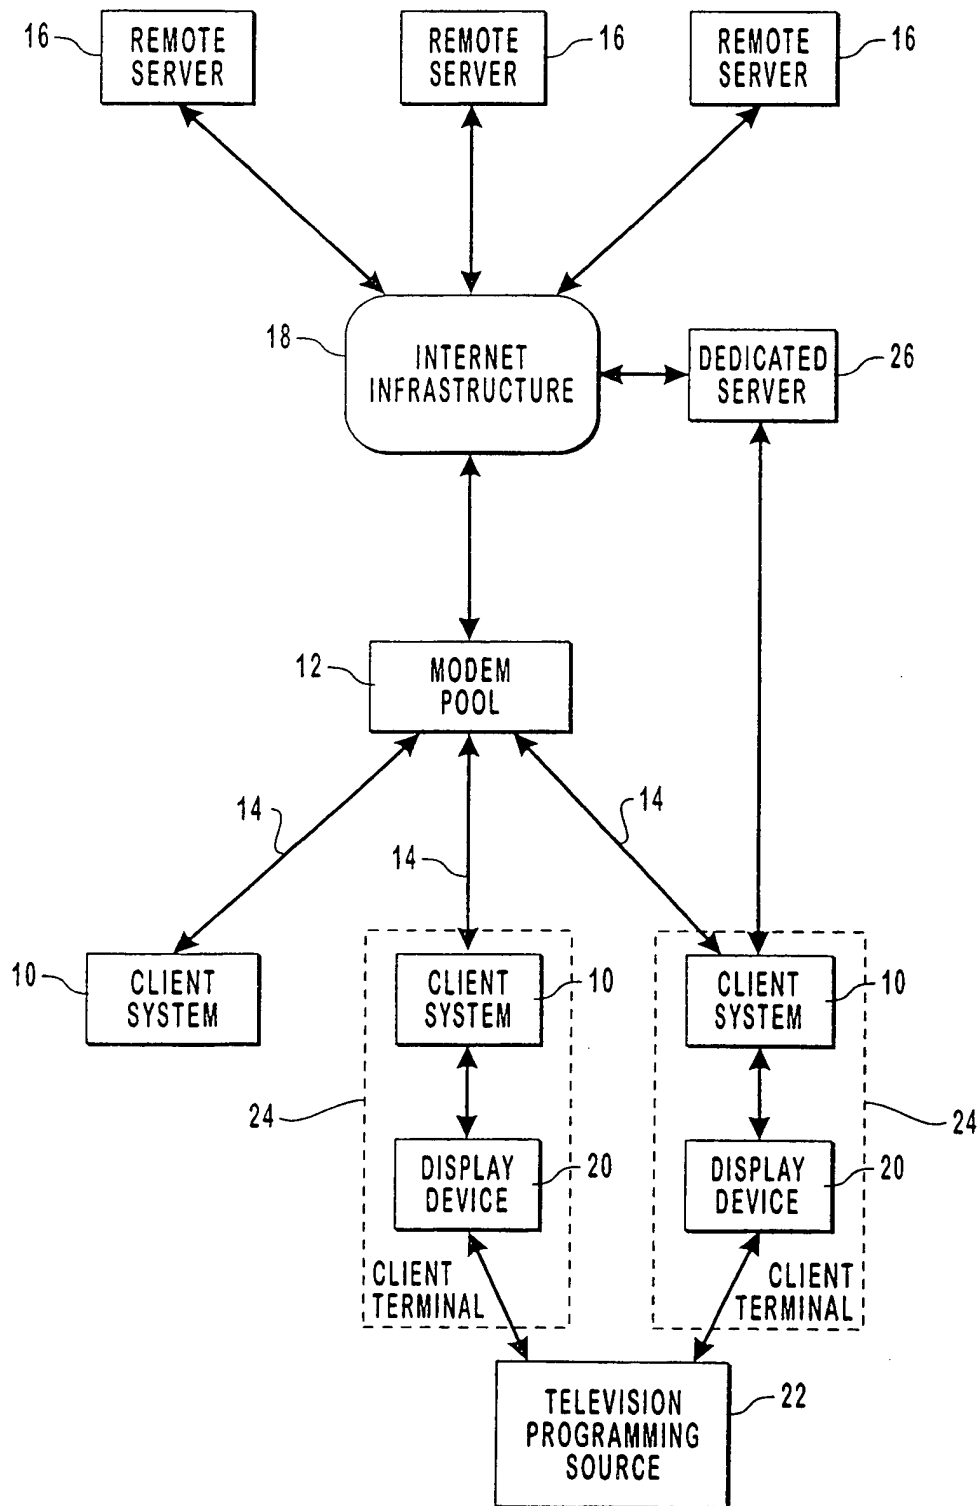 16
REMOTE
SERVER
REMOTE
SERVER
16
REMOTE
SERVER
16
18
INTERNET
INFRASTRUCTURE
DEDICATED
SERVER
26
12
MODEM
POOL
14
14
14
10
CLIENT
SYSTEM
CLIENT
SYSTEM
10
CLIENT
SYSTEM
10
24
24
DISPLAY
DEVICE
20
DISPLAY
DEVICE
20
CLIENT
TERMINAL
CLIENT
TERMINAL
TELEVISION
PROGRAMMING
SOURCE
22